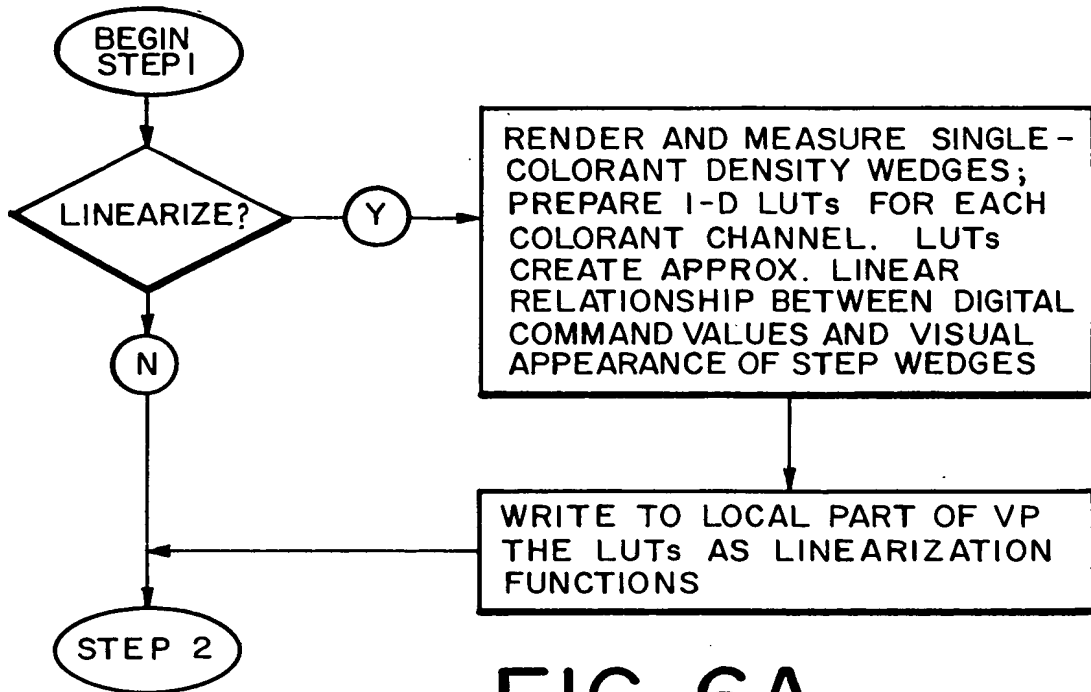 BEGIN
STEP 1
LINEARIZE?
Y
N
RENDER AND MEASURE SINGLE-
COLORANT DENSITY WEDGES;
PREPARE 1-D LUTs FOR EACH
COLORANT CHANNEL. LUTs
CREATE APPROX. LINEAR
RELATIONSHIP BETWEEN DIGITAL
COMMAND VALUES AND VISUAL
APPEARANCE OF STEP WEDGES
WRITE TO LOCAL PART OF VP
THE LUTs AS LINEARIZATION
FUNCTIONS
STEP 2
FIG. 6A